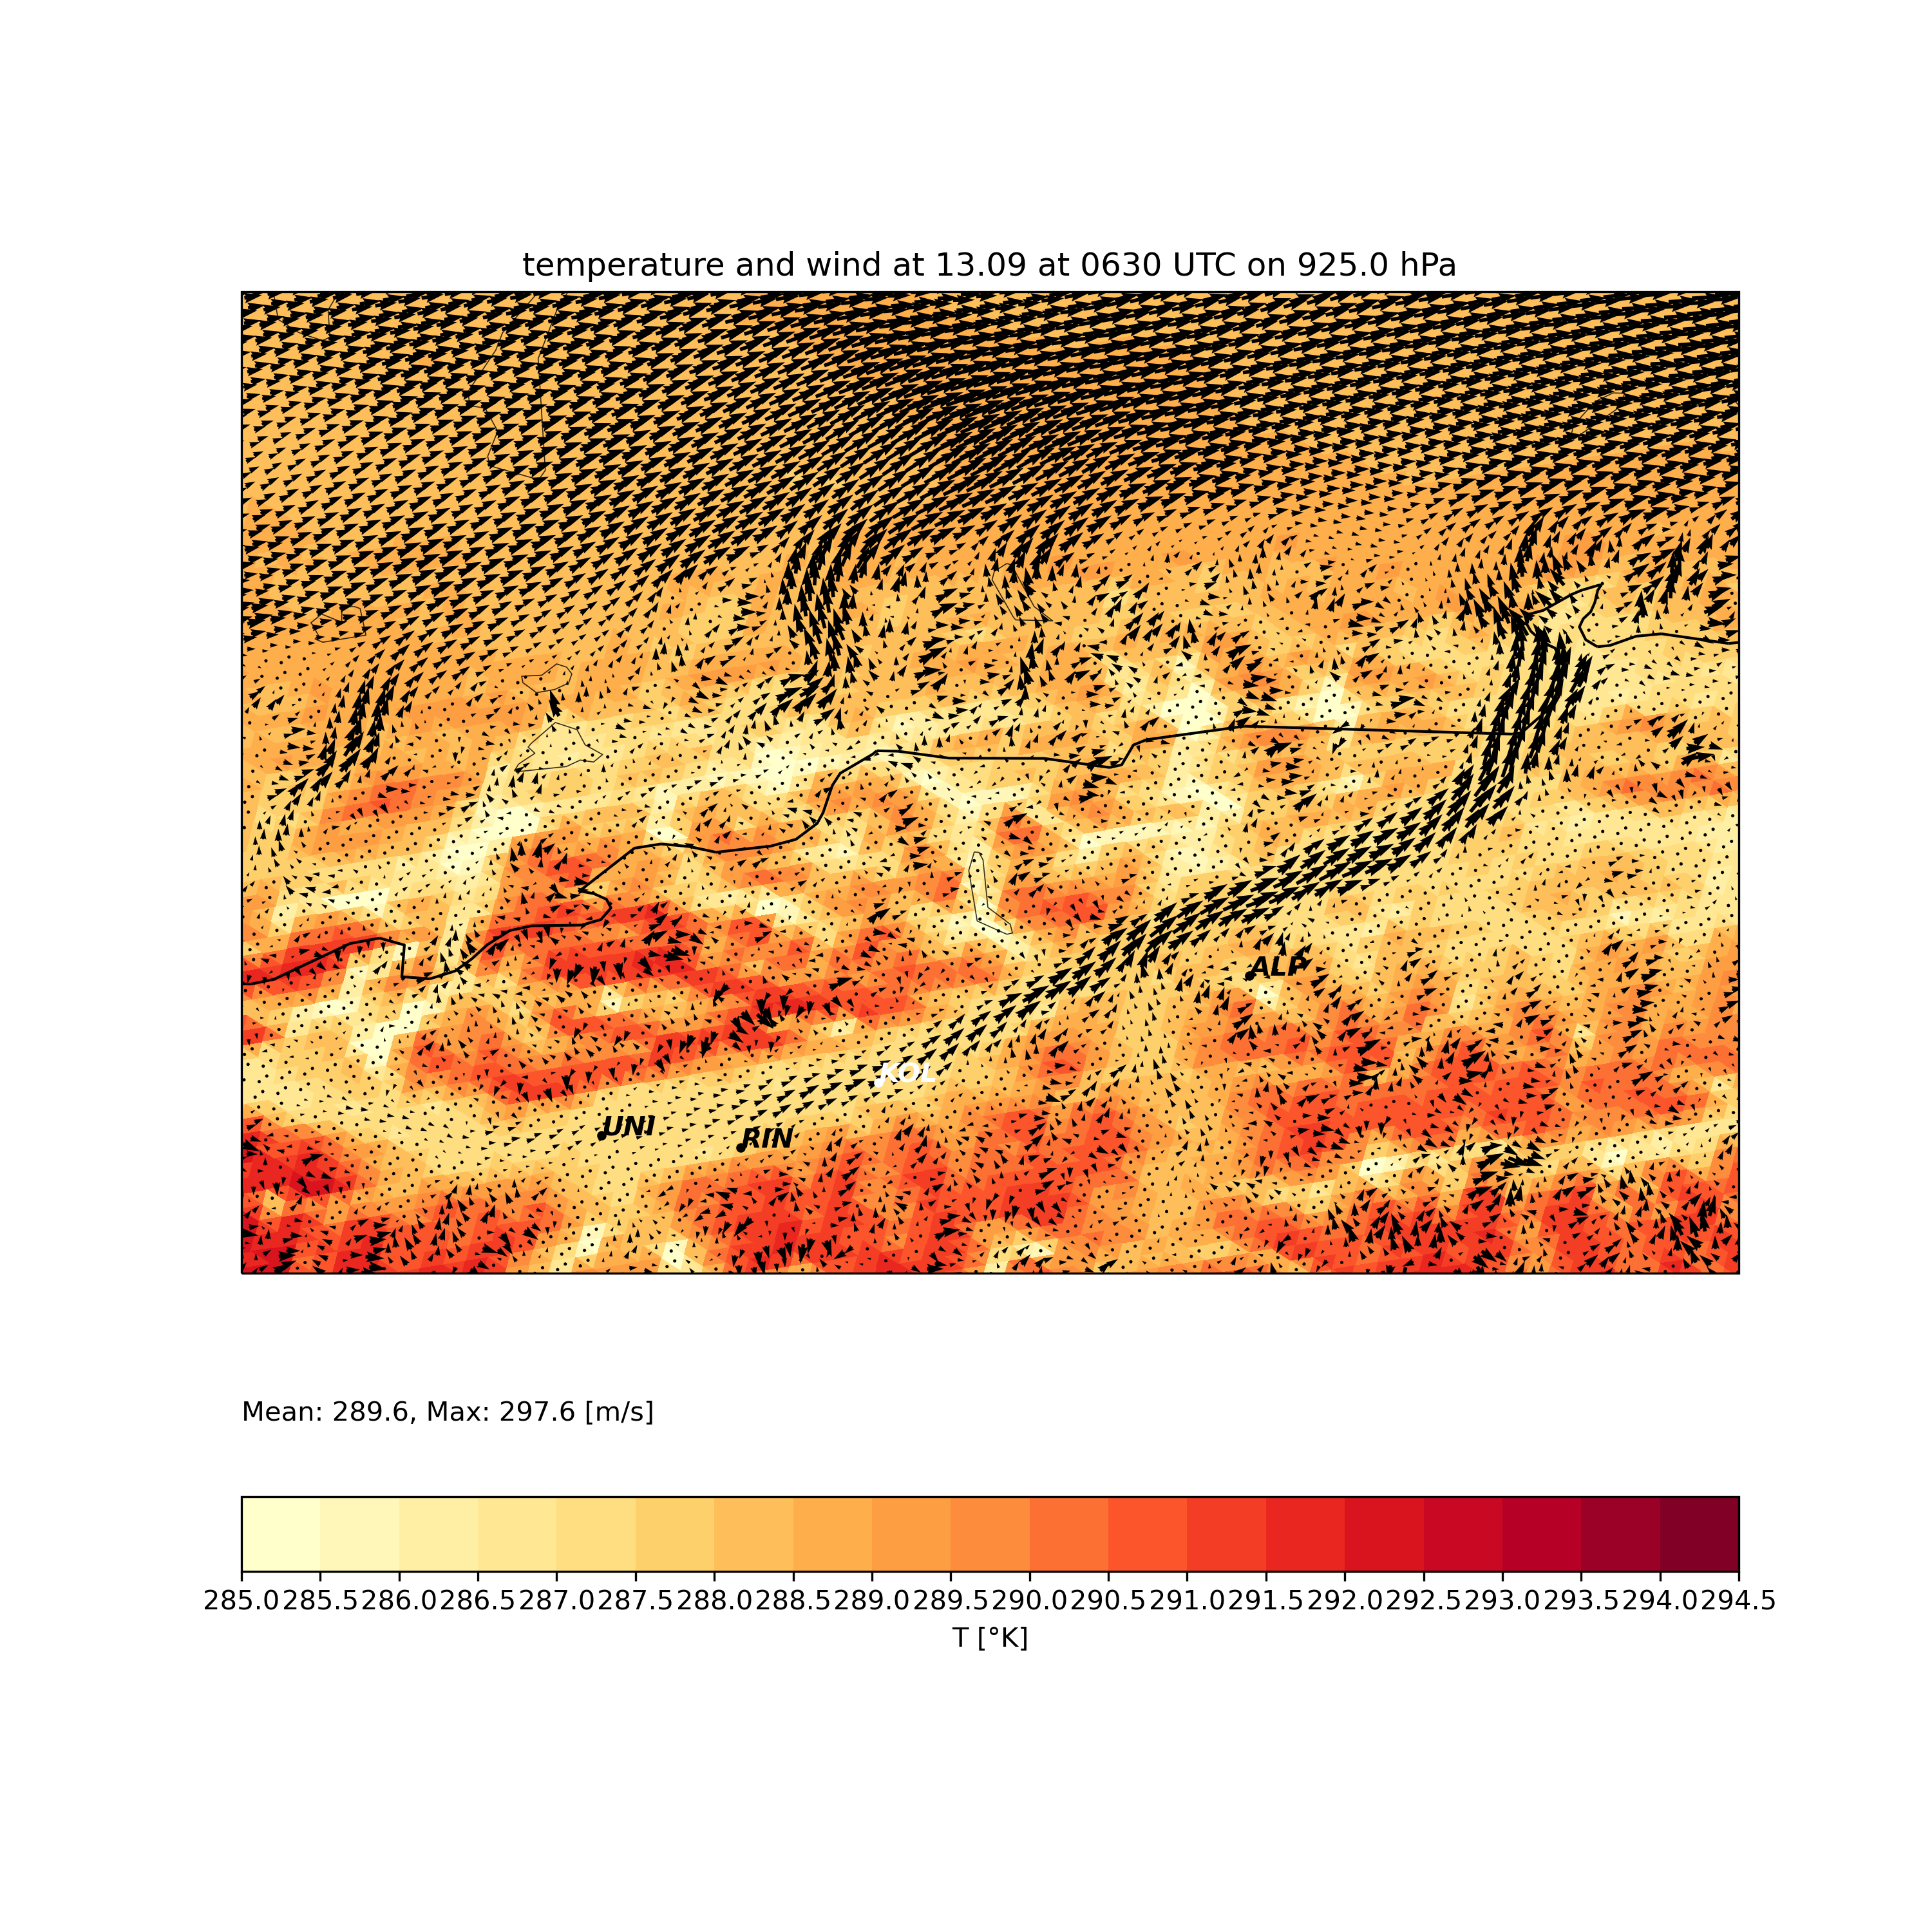 temperature and wind at 13.09 at 0630 UTC on 925.0 hPa
ALP
KOL
UNI
RIN
Mean: 289.6, Max: 297.6 [m/s]
285.0 285.5 286.0 286.5 287.0 287.5 288.0 288.5 289.0 289.5 290.0 290.5 291.0 291.5 292.0 292.5 293.0 293.5 294.0 294.5
T [°K]